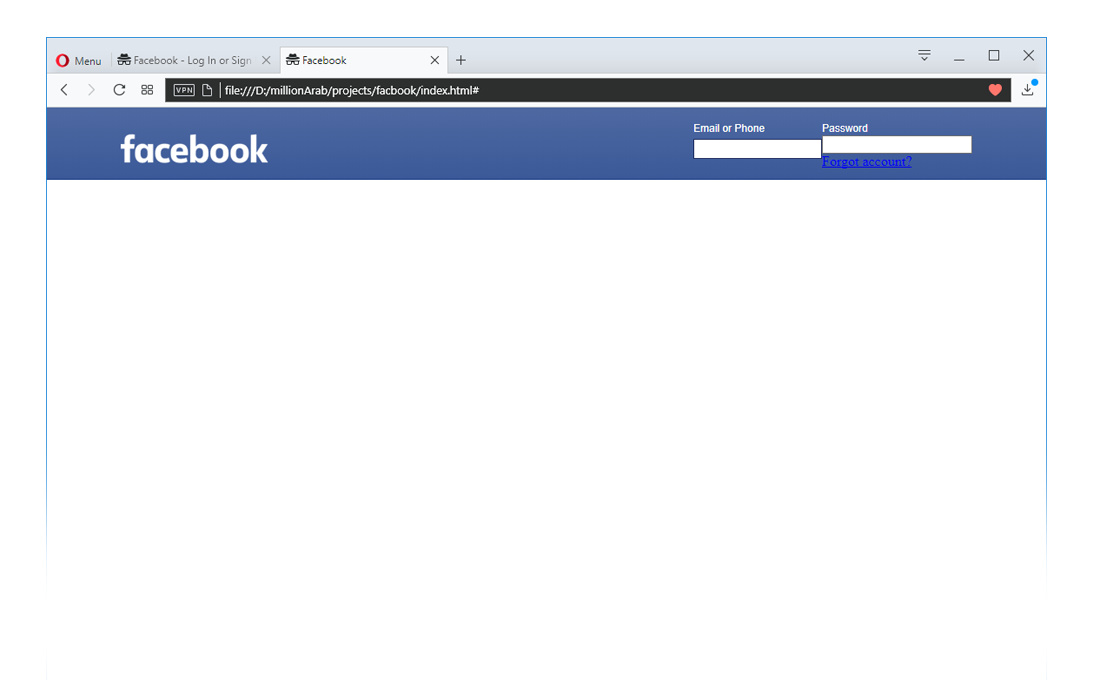 Menu
Facebook - Log In or Sign
Facebook
VPN
file:///D:/millionArab/projects/facbook/index.html#
facebook
Email or Phone
Password
Forgot account?